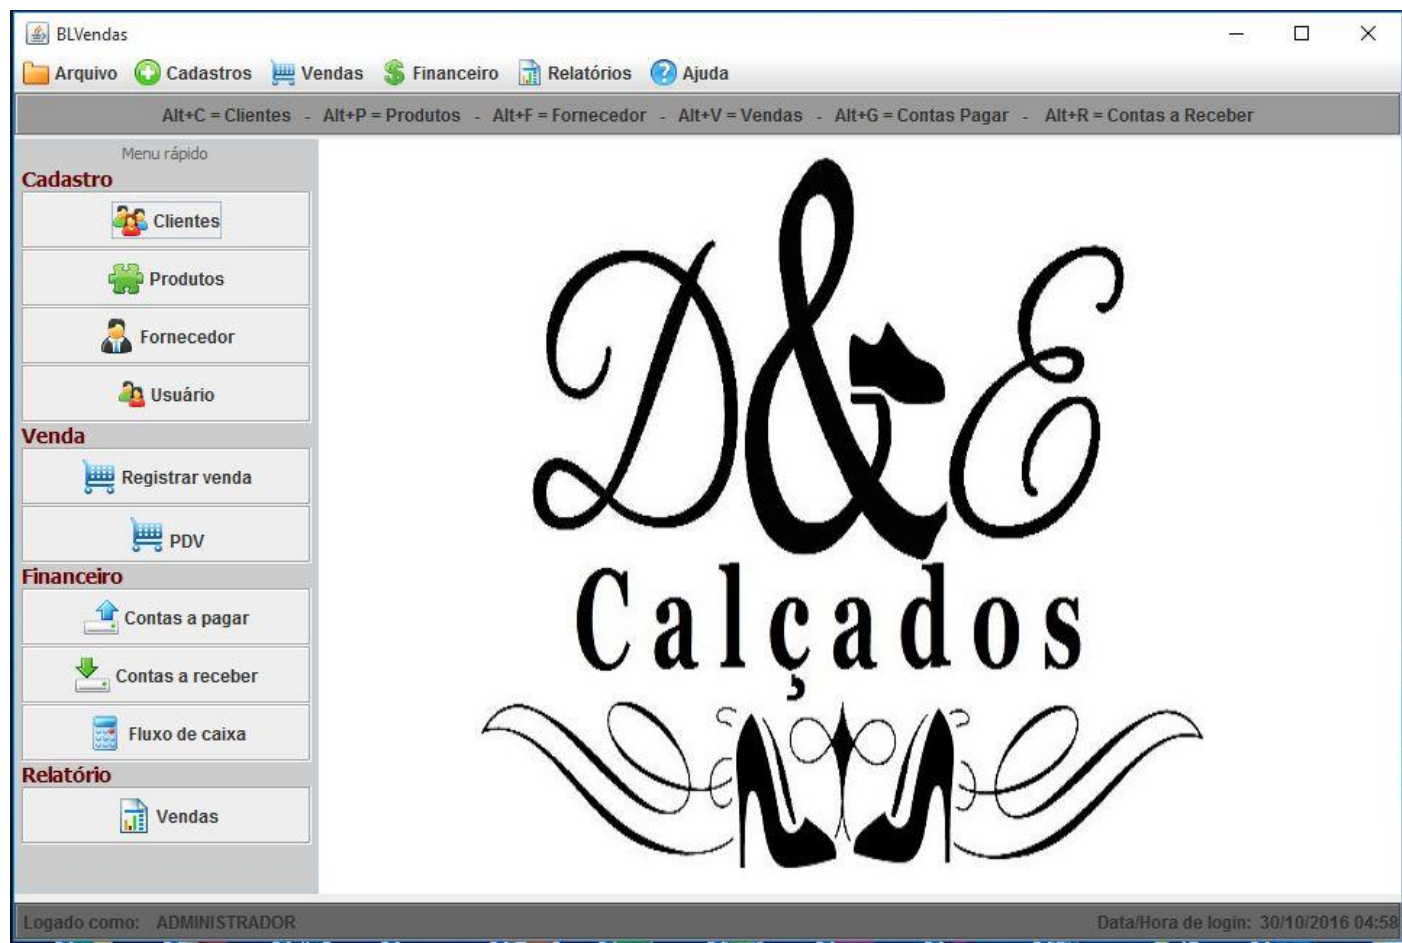 BLVendas
Arquivo Cadastros Vendas Financeiro Relatórios Ajuda
Alt+C = Clientes - Alt+P = Produtos - Alt+F = Fornecedor - Alt+V = Vendas - Alt+G = Contas Pagar - Alt+R = Contas a Receber
Menu rápido
Cadastro
Clientes
Produtos
Fornecedor
Usuário
Venda
Registrar venda
PDV
Financeiro
Contas a pagar
Contas a receber
Fluxo de caixa
Relatório
Vendas
D&E
Calçados
Logado como: ADMINISTRADOR
Data/Hora de login: 30/10/2016 04:58